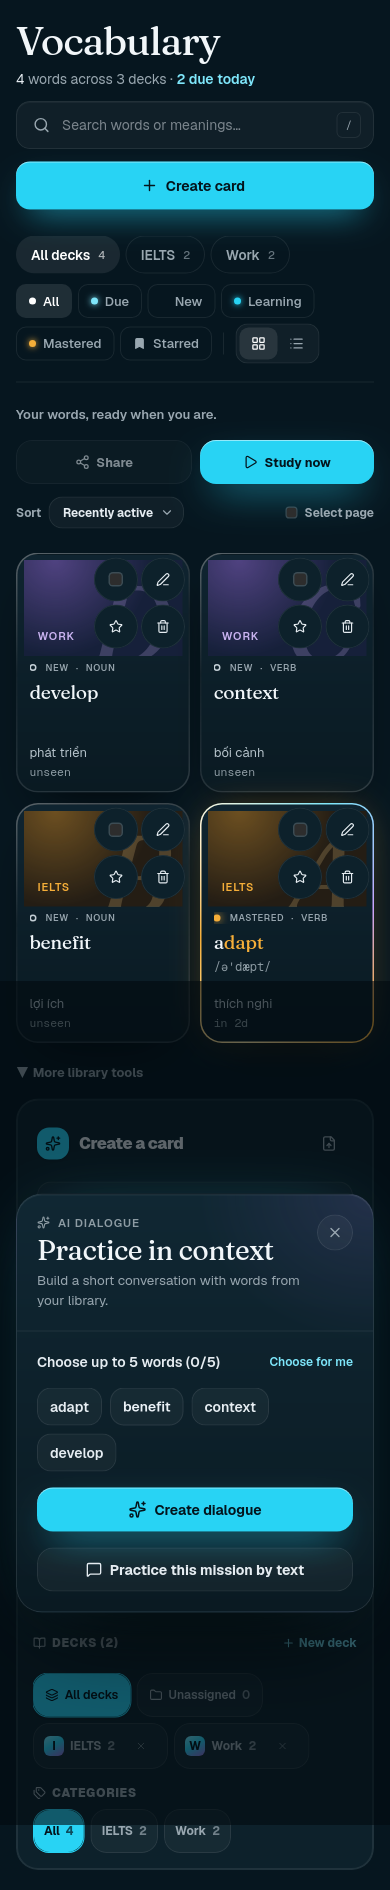 Vocabulary
4 words across 3 decks · 2 due today
Search words or meanings... /
Create card
All decks 4 IELTS 2 Work 2
All Due New Learning
Mastered Starred
Your words, ready when you are.
Share Study now
Sort Recently active Select page
WORK WORK
NEW · NOUN NEW · VERB
develop context
phát triển bối cảnh
unseen unseen
IELTS IELTS
NEW · NOUN MASTERED · VERB
benefit adapt
/ə'dæpt/
lợi ích thích nghi
unseen in 2d
▼ More library tools
Create a card
AI DIALOGUE
Practice in context
Build a short conversation with words from
your library.
Choose up to 5 words (0/5) Choose for me
adapt benefit context
develop
Create dialogue
Practice this mission by text
DECKS (2) New deck
All decks Unassigned 0
I IELTS 2 × W Work 2 ×
CATEGORIES
All 4 IELTS 2 Work 2